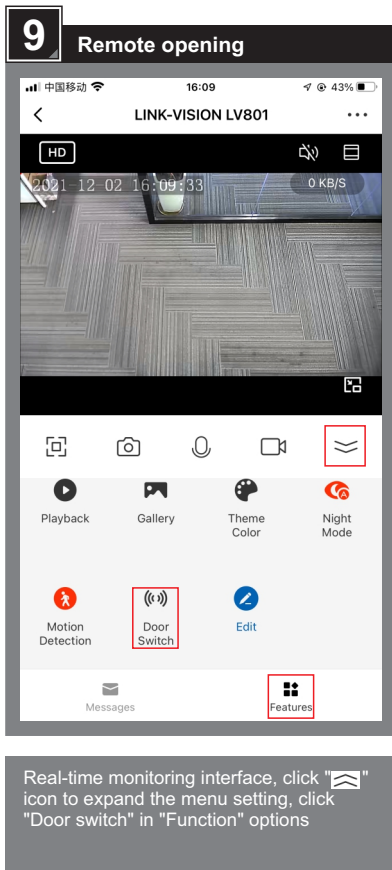 9
Remote opening
中国移动 16:09 43%
LINK-VISION LV801
HD
2021-12-02 16:09:33 0 KB/S
Playback Gallery Theme Color Night Mode
Motion Detection Door Switch Edit
Messages Features
Real-time monitoring interface, click " "
icon to expand the menu setting, click
"Door switch" in "Function" options